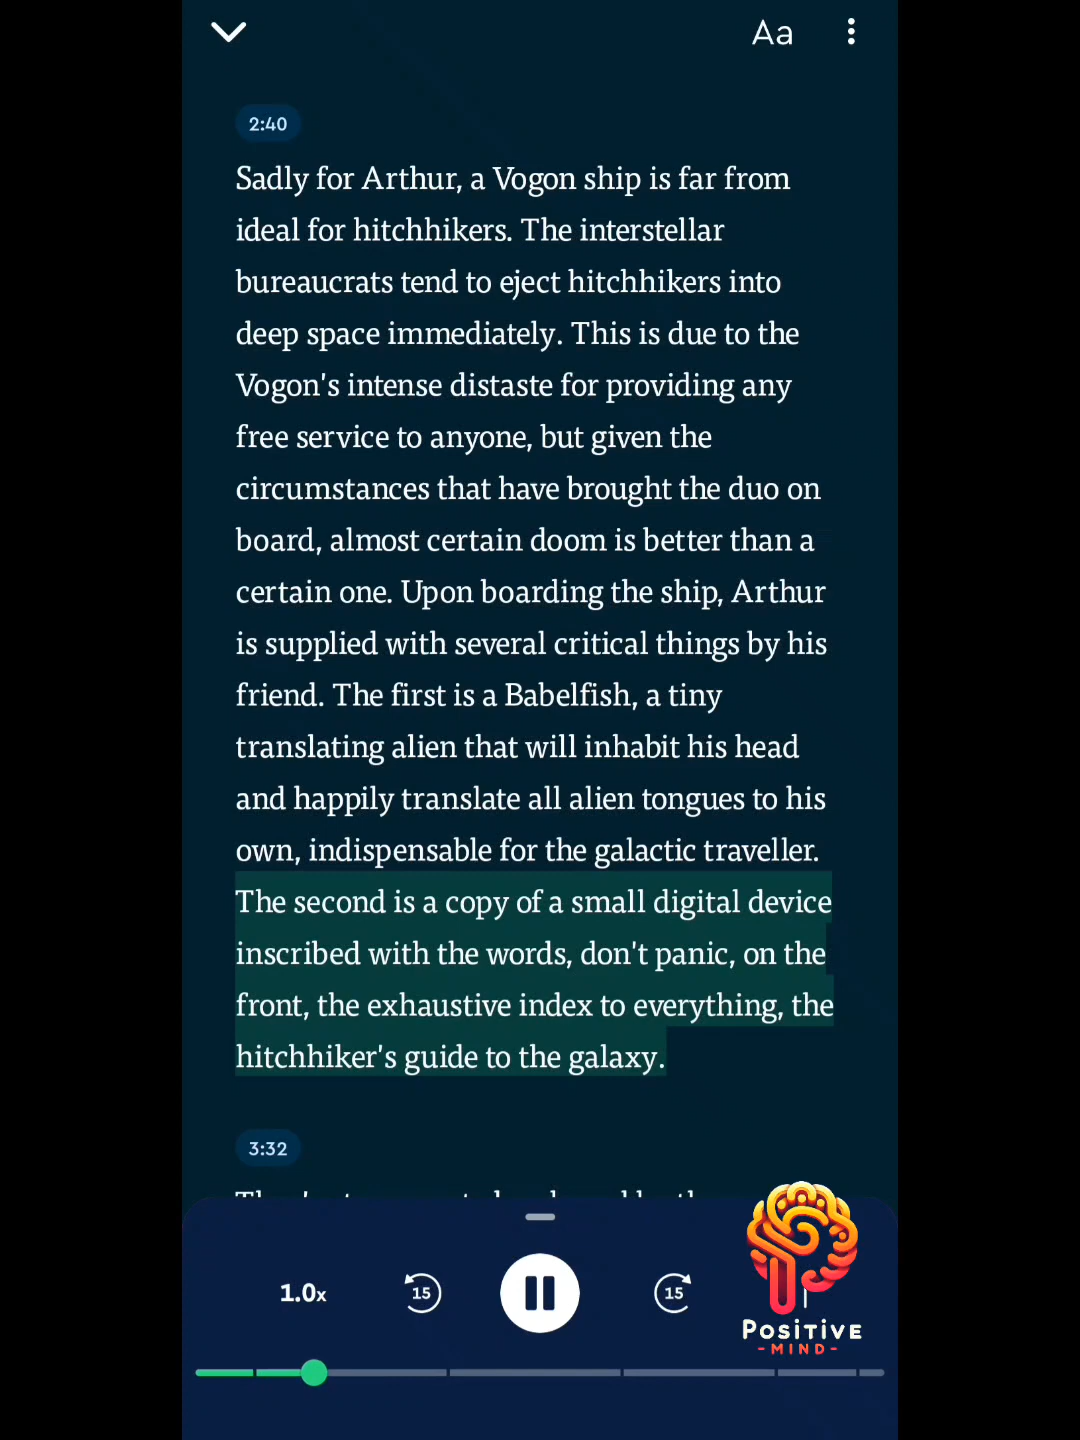 Aa
2:40
Sadly for Arthur, a Vogon ship is far from
ideal for hitchhikers. The interstellar
bureaucrats tend to eject hitchhikers into
deep space immediately. This is due to the
Vogon's intense distaste for providing any
free service to anyone, but given the
circumstances that have brought the duo on
board, almost certain doom is better than a
certain one. Upon boarding the ship, Arthur
is supplied with several critical things by his
friend. The first is a Babelfish, a tiny
translating alien that will inhabit his head
and happily translate all alien tongues to his
own, indispensable for the galactic traveller.
The second is a copy of a small digital device
inscribed with the words, don't panic, on the
front, the exhaustive index to everything, the
hitchhiker's guide to the galaxy.
3:32
1.0x
15
15
POSITIVE
-MIND-